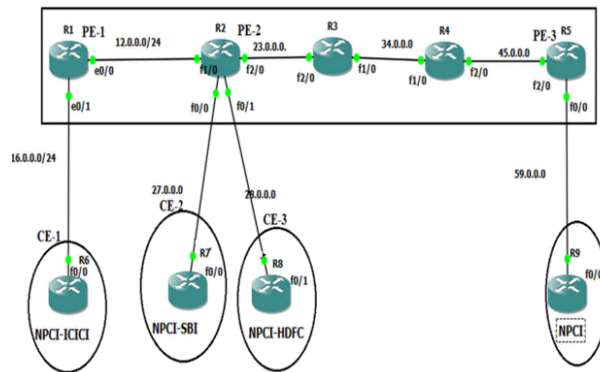 R1
PE-1
12.0.0.0/24
R2
PE-2
23.0.0.0.
R3
34.0.0.0
R4
45.0.0.0
PE-3
R5
e0/0
f1/0
f2/0
f2/0
f1/0
f1/0
f2/0
f2/0
e0/1
f0/0
f0/1
f0/0
16.0.0.0/24
27.0.0.0
28.0.0.0
59.0.0.0
CE-1
CE-2
CE-3
R6
f0/0
R7
f0/0
R8
f0/1
R9
f0/0
NPCI-ICICI
NPCI-SBI
NPCI-HDFC
NPCI